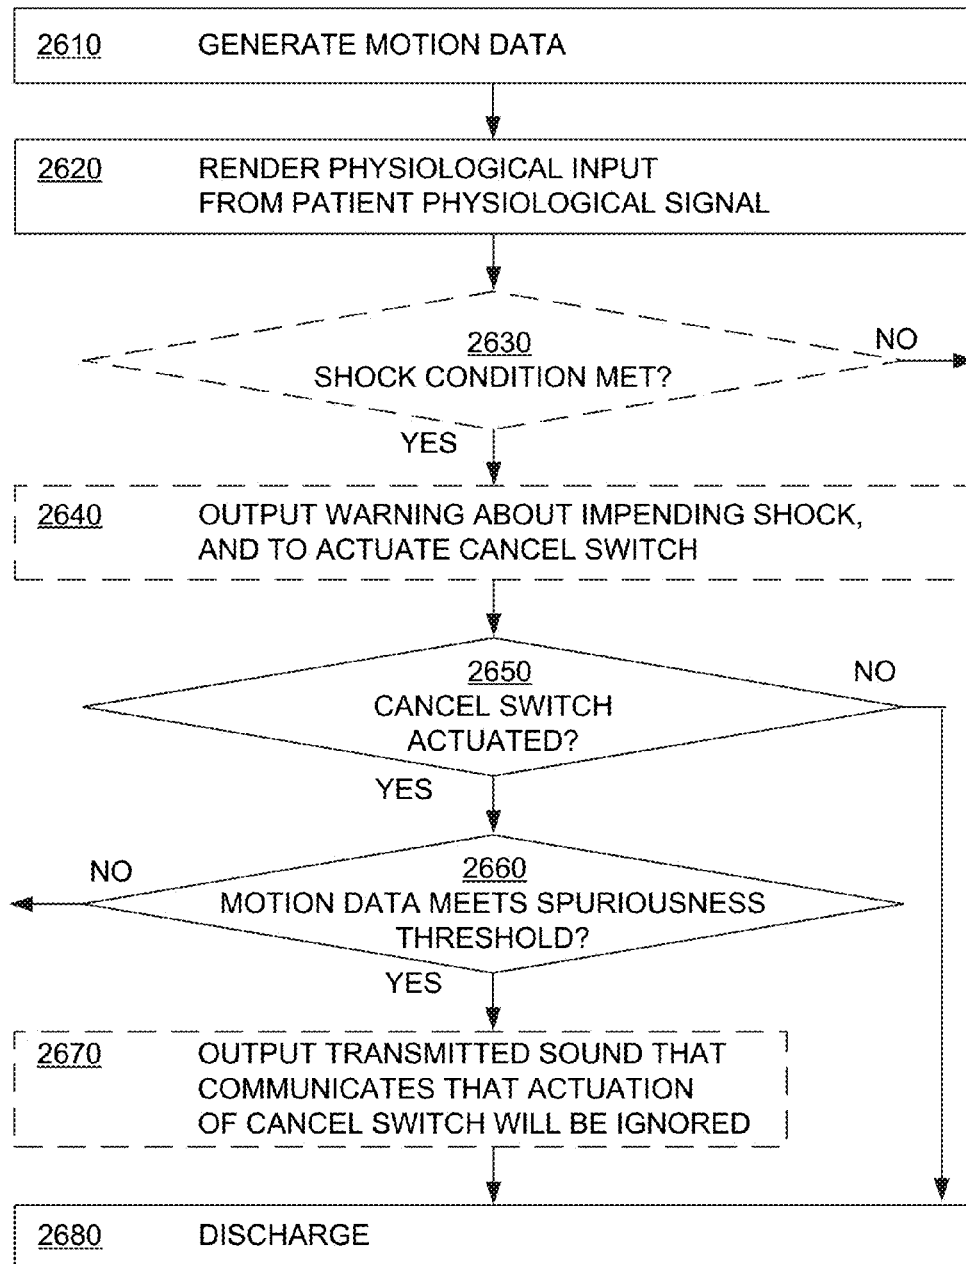 2610 GENERATE MOTION DATA
2620 RENDER PHYSIOLOGICAL INPUT
FROM PATIENT PHYSIOLOGICAL SIGNAL
2630
SHOCK CONDITION MET?
NO
YES
2640 OUTPUT WARNING ABOUT IMPENDING SHOCK,
AND TO ACTUATE CANCEL SWITCH
2650
CANCEL SWITCH
ACTUATED?
NO
YES
2660
MOTION DATA MEETS SPURIOUSNESS
THRESHOLD?
NO
YES
2670 OUTPUT TRANSMITTED SOUND THAT
COMMUNICATES THAT ACTUATION
OF CANCEL SWITCH WILL BE IGNORED
2680 DISCHARGE